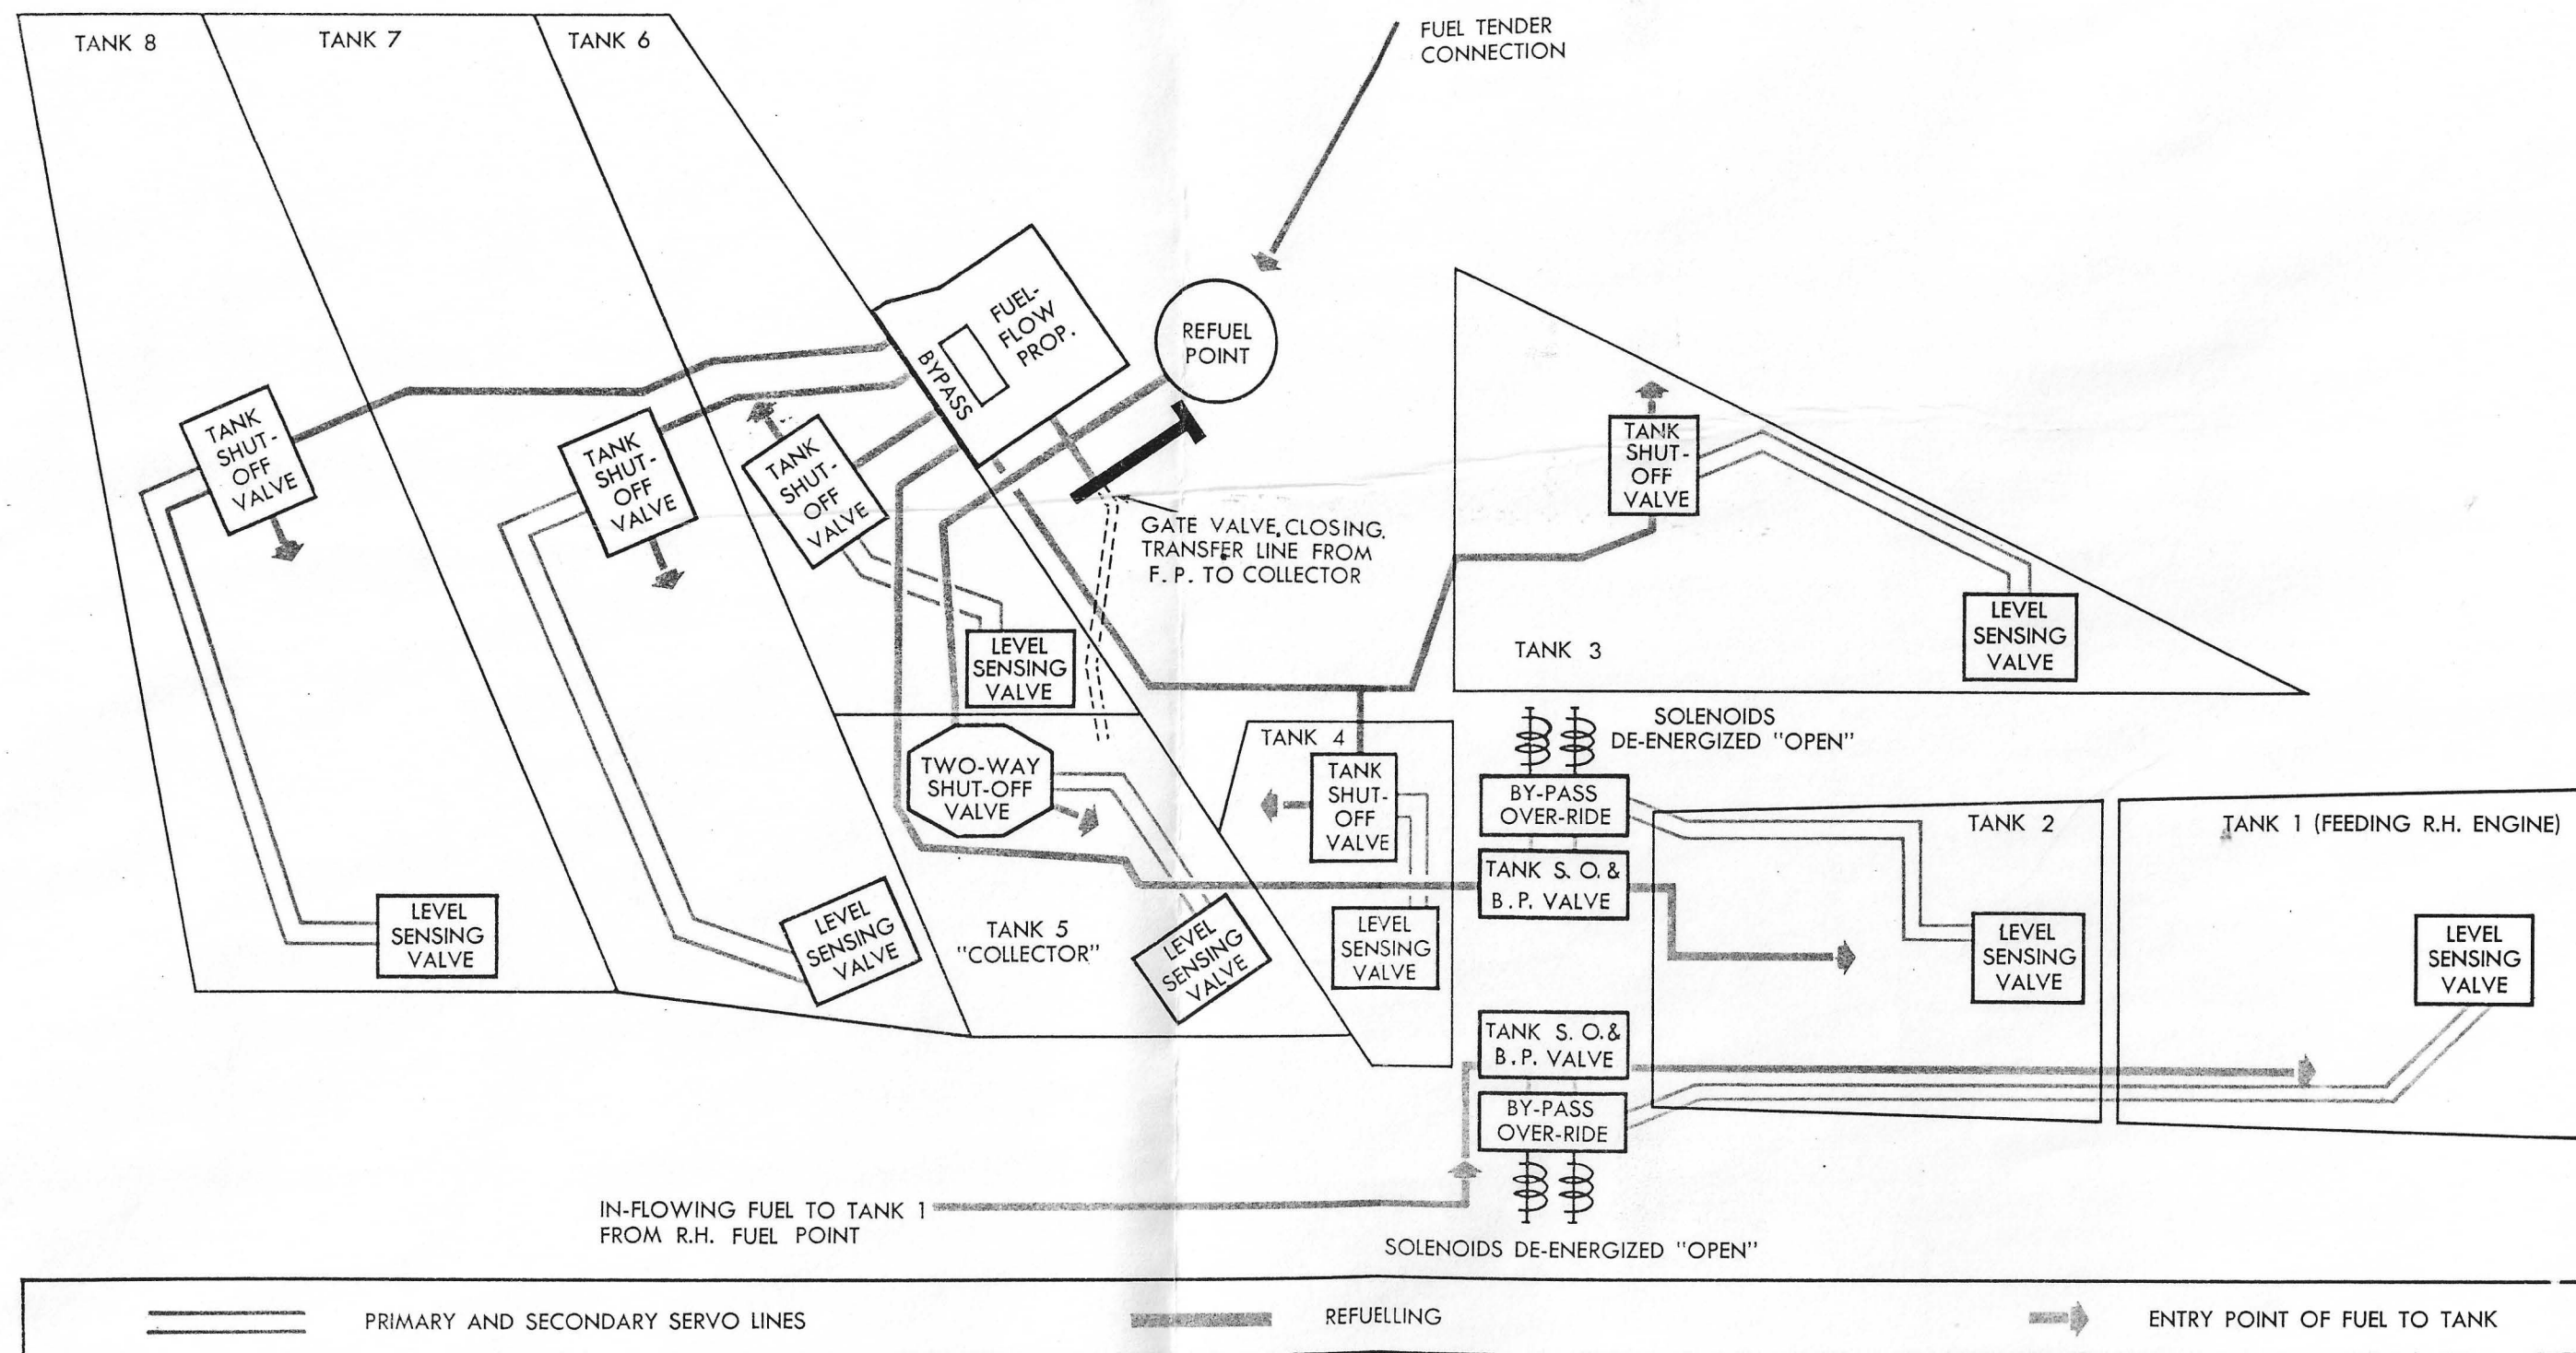 TANK 8
TANK 7
TANK 6
FUEL TENDER
CONNECTION
FUEL-
FLOW
PROP.
BYPASS
REFUEL
POINT
TANK
SHUT-
OFF
VALVE
TANK
SHUT-
OFF
VALVE
TANK
SHUT-
OFF
VALVE
TANK
SHUT-
OFF
VALVE
GATE VALVE, CLOSING.
TRANSFER LINE FROM
F. P. TO COLLECTOR
LEVEL
SENSING
VALVE
LEVEL
SENSING
VALVE
TANK 3
SOLENOIDS
DE-ENERGIZED "OPEN"
TANK 4
TWO-WAY
SHUT-OFF
VALVE
TANK
SHUT-
OFF
VALVE
BY-PASS
OVER-RIDE
TANK 2
TANK 1 (FEEDING R.H. ENGINE)
TANK S. O. &
B.P. VALVE
LEVEL
SENSING
VALVE
LEVEL
SENSING
VALVE
TANK 5
"COLLECTOR"
LEVEL
SENSING
VALVE
LEVEL
SENSING
VALVE
LEVEL
SENSING
VALVE
LEVEL
SENSING
VALVE
TANK S. O. &
B.P. VALVE
BY-PASS
OVER-RIDE
IN-FLOWING FUEL TO TANK 1
FROM R.H. FUEL POINT
SOLENOIDS DE-ENERGIZED "OPEN"
PRIMARY AND SECONDARY SERVO LINES
REFUELLING
ENTRY POINT OF FUEL TO TANK